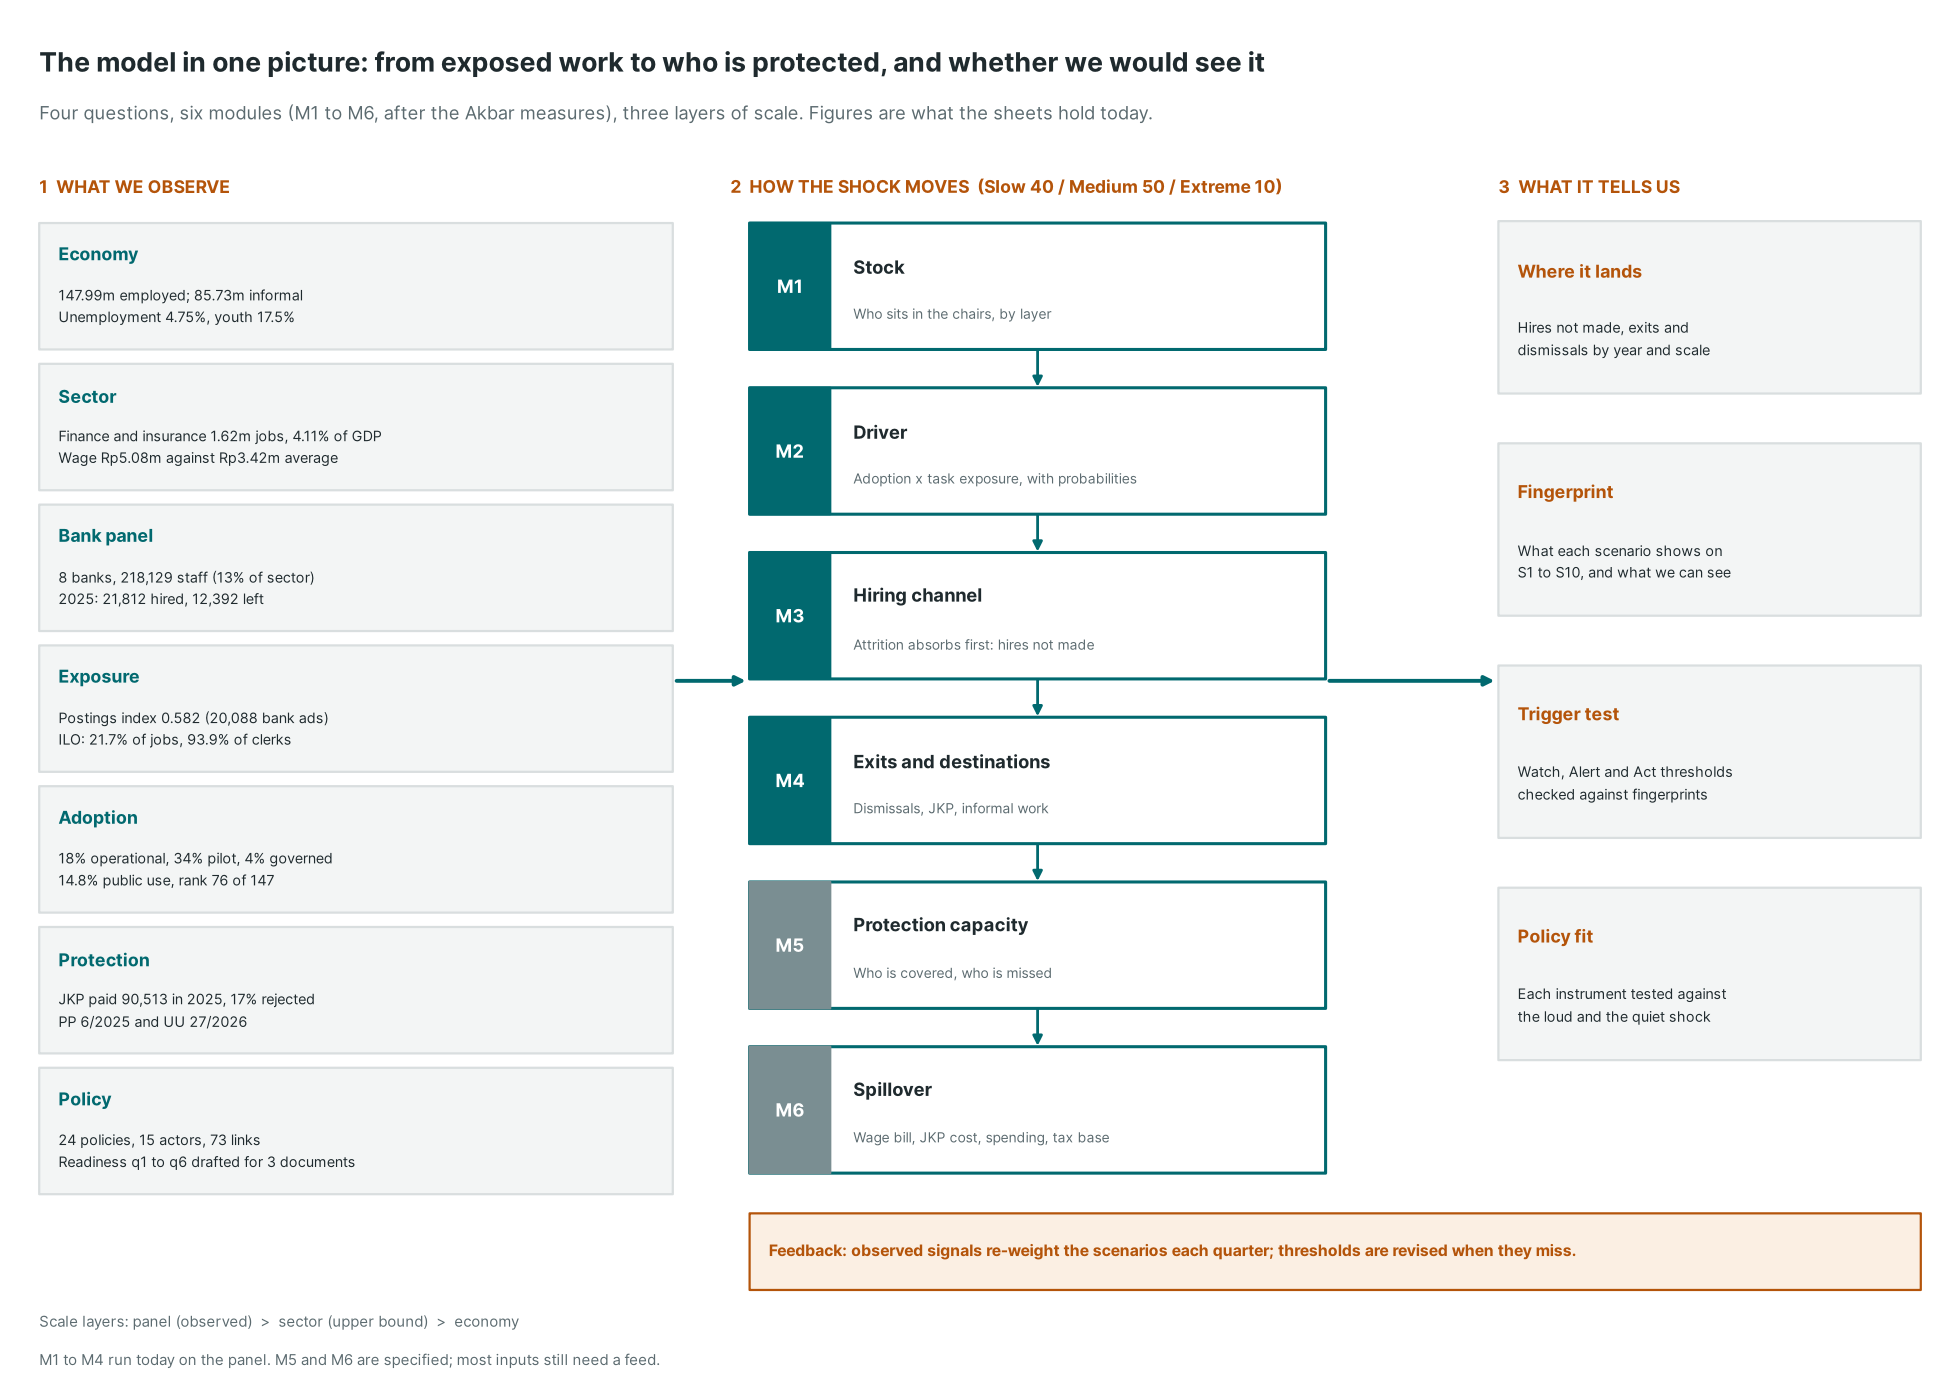 The model in one picture: from exposed work to who is protected, and whether we would see it
Four questions, six modules (M1 to M6, after the Akbar measures), three layers of scale. Figures are what the sheets hold today.
1 WHAT WE OBSERVE
Economy
147.99m employed; 85.73m informal
Unemployment 4.75%, youth 17.5%
Sector
Finance and insurance 1.62m jobs, 4.11% of GDP
Wage Rp5.08m against Rp3.42m average
Bank panel
8 banks, 218,129 staff (13% of sector)
2025: 21,812 hired, 12,392 left
Exposure
Postings index 0.582 (20,088 bank ads)
ILO: 21.7% of jobs, 93.9% of clerks
Adoption
18% operational, 34% pilot, 4% governed
14.8% public use, rank 76 of 147
Protection
JKP paid 90,513 in 2025, 17% rejected
PP 6/2025 and UU 27/2026
Policy
24 policies, 15 actors, 73 links
Readiness q1 to q6 drafted for 3 documents
2 HOW THE SHOCK MOVES (Slow 40 / Medium 50 / Extreme 10)
M1
Stock
Who sits in the chairs, by layer
M2
Driver
Adoption x task exposure, with probabilities
M3
Hiring channel
Attrition absorbs first: hires not made
M4
Exits and destinations
Dismissals, JKP, informal work
M5
Protection capacity
Who is covered, who is missed
M6
Spillover
Wage bill, JKP cost, spending, tax base
3 WHAT IT TELLS US
Where it lands
Hires not made, exits and
dismissals by year and scale
Fingerprint
What each scenario shows on
S1 to S10, and what we can see
Trigger test
Watch, Alert and Act thresholds
checked against fingerprints
Policy fit
Each instrument tested against
the loud and the quiet shock
Feedback: observed signals re-weight the scenarios each quarter; thresholds are revised when they miss.
Scale layers: panel (observed) > sector (upper bound) > economy
M1 to M4 run today on the panel. M5 and M6 are specified; most inputs still need a feed.